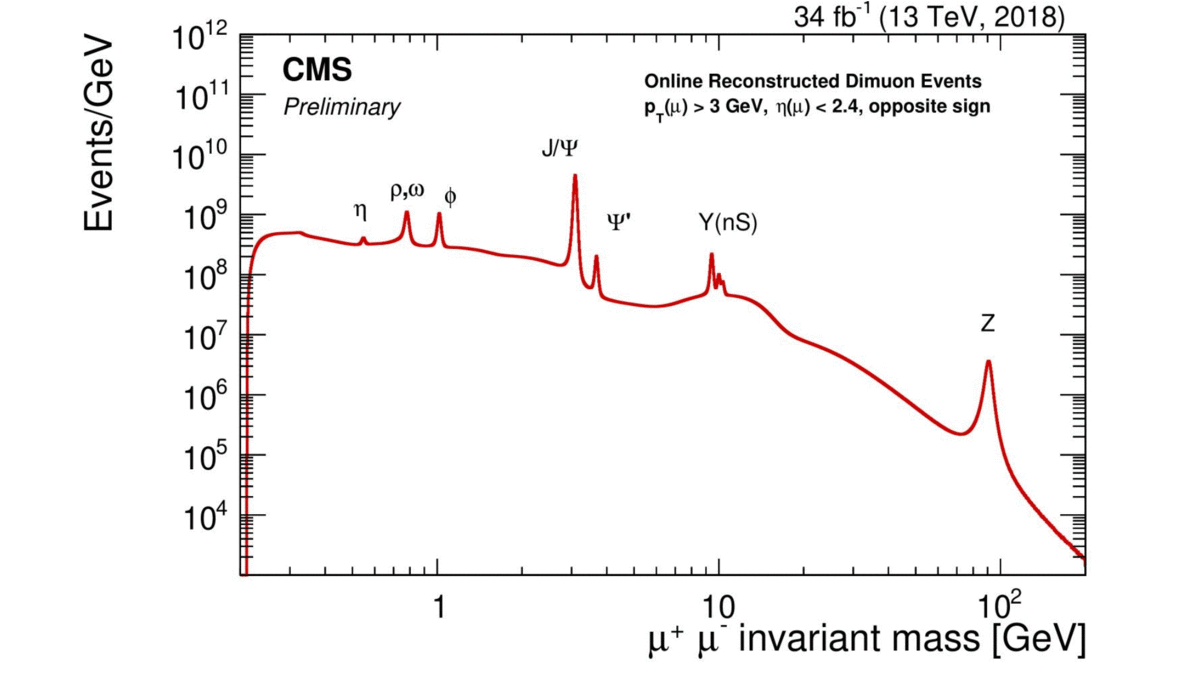 34 fb⁻¹ (13 TeV, 2018)
CMS
Preliminary
Online Reconstructed Dimuon Events
p_T(μ) > 3 GeV, η(μ) < 2.4, opposite sign
Events/GeV
10¹²
10¹¹
10¹⁰
10⁹
10⁸
10⁷
10⁶
10⁵
10⁴
η
ρ,ω
ϕ
J/Ψ
Ψ'
Y(nS)
Z
1
10
10²
μ⁺ μ⁻ invariant mass [GeV]